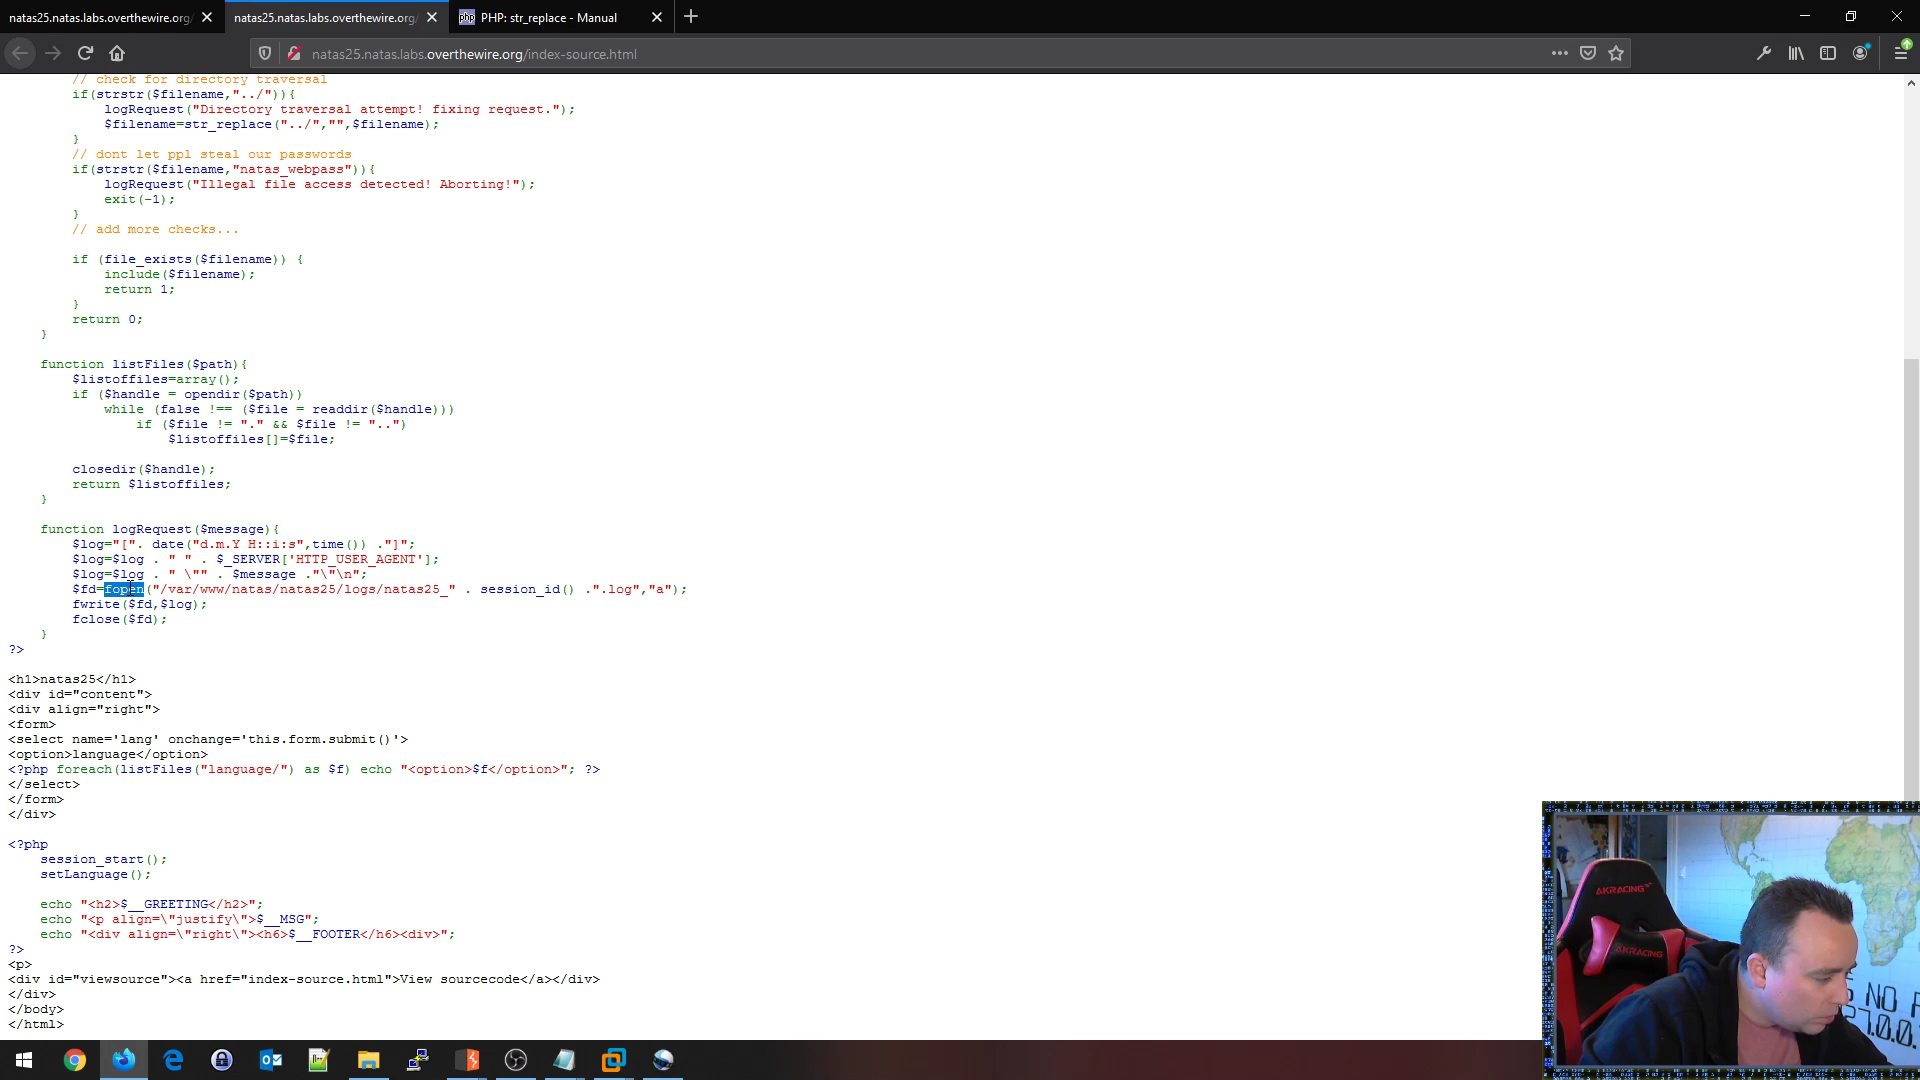 natas25.natas.labs.overthewire.org/
natas25.natas.labs.overthewire.org/
php PHP: str_replace - Manual
natas25.natas.labs.overthewire.org/index-source.html
// check for directory traversal
if(strstr($filename,"../")){
logRequest("Directory traversal attempt! fixing request.");
$filename=str_replace("../","",$filename);
}
// dont let ppl steal our passwords
if(strstr($filename,"natas_webpass")){
logRequest("Illegal file access detected! Aborting!");
exit(-1);
}
// add more checks...
if (file_exists($filename)) {
include($filename);
return 1;
}
return 0;
}
function listFiles($path){
$listoffiles=array();
if ($handle = opendir($path))
while (false !== ($file = readdir($handle)))
if ($file != "." && $file != "..")
$listoffiles[]=$file;
closedir($handle);
return $listoffiles;
}
function logRequest($message){
$log="[". date("d.m.Y H::i:s",time()) ."]";
$log=$log . " " . $_SERVER['HTTP_USER_AGENT'];
$log=$log . " \"" . $message ."\"\n";
$fd=fopen("/var/www/natas/natas25/logs/natas25_" . session_id() .".log","a");
fwrite($fd,$log);
fclose($fd);
}
?>
<h1>natas25</h1>
<div id="content">
<div align="right">
<form>
<select name='lang' onchange='this.form.submit()'>
<option>language</option>
<?php foreach(listFiles("language/") as $f) echo "<option>$f</option>"; ?>
</select>
</form>
</div>
<?php
session_start();
setLanguage();
echo "<h2>$__GREETING</h2>";
echo "<p align=\"justify\">$__MSG";
echo "<div align=\"right\"><h6>$__FOOTER</h6><div>";
?>
<p>
<div id="viewsource"><a href="index-source.html">View sourcecode</a></div>
</div>
</body>
</html>
AKRACING
AKRACING
S NO
27.0.0